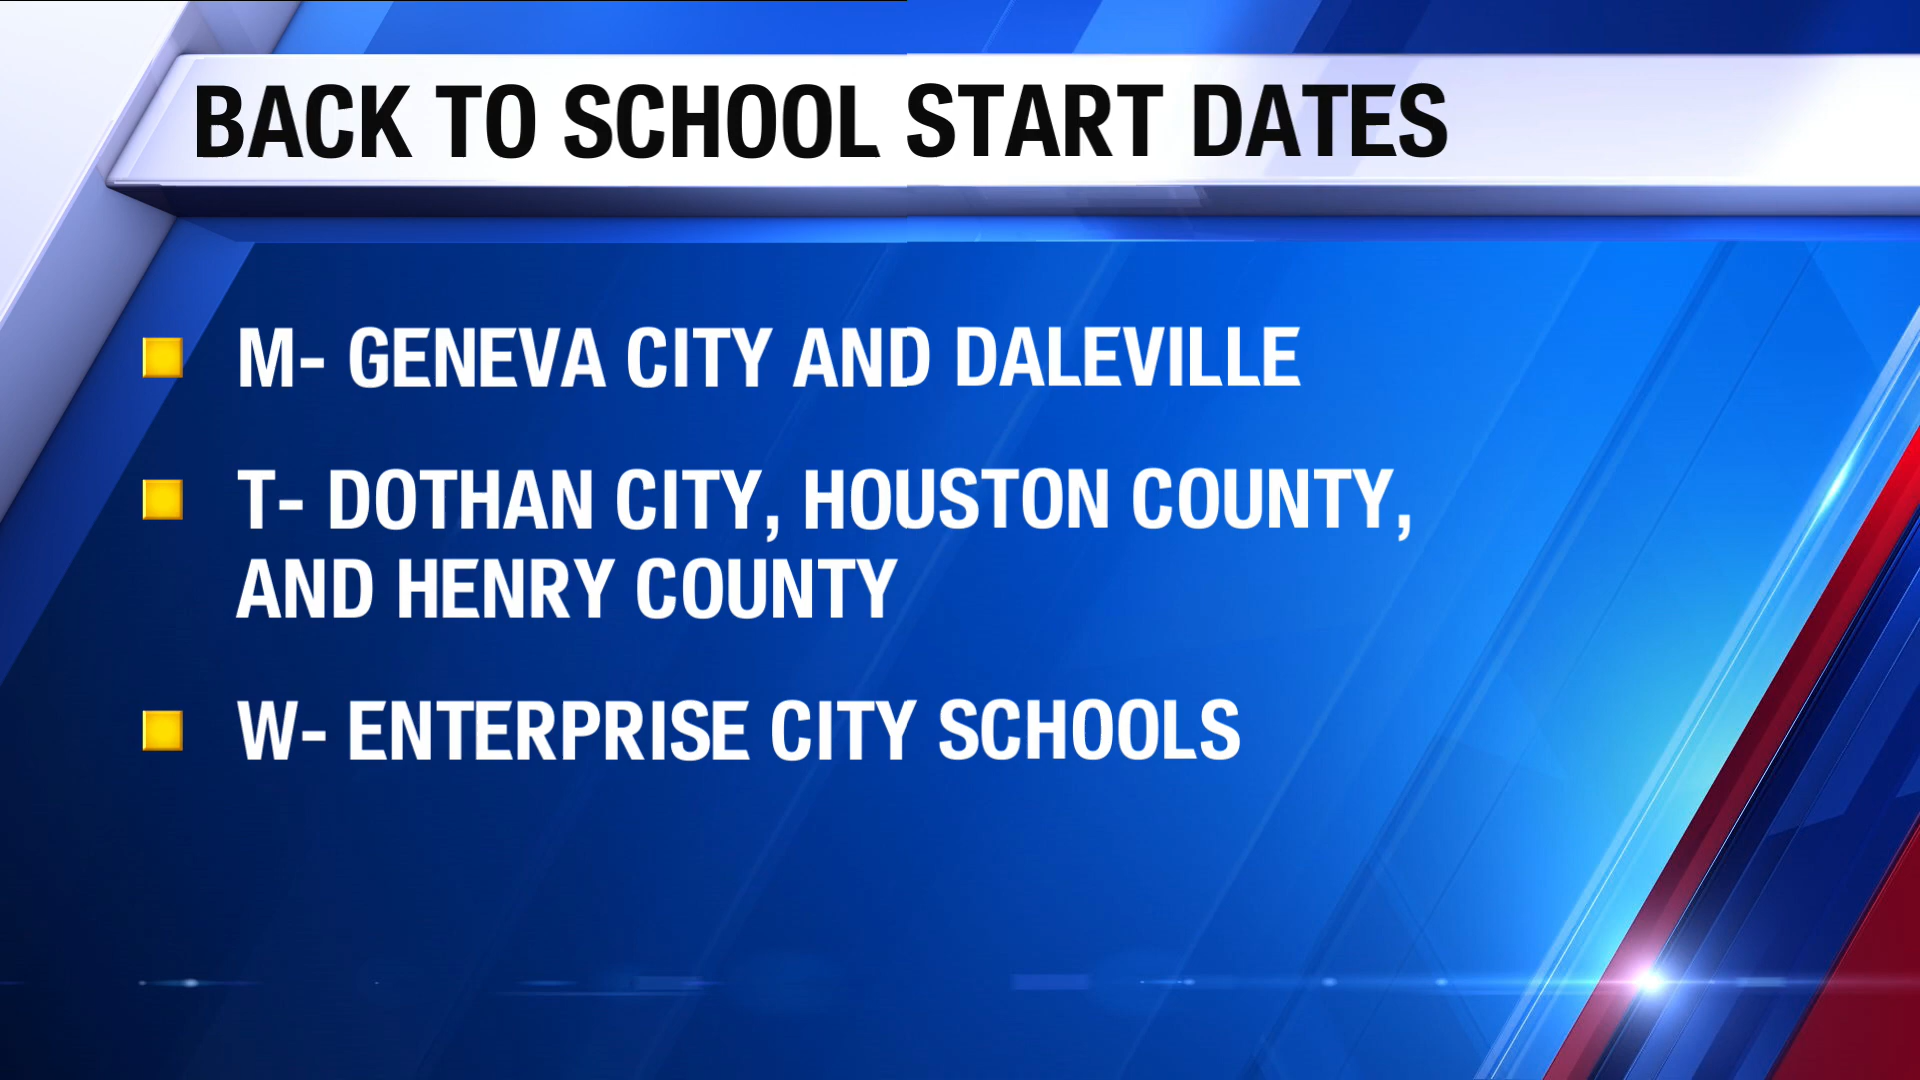 BACK TO SCHOOL START DATES
M- GENEVA CITY AND DALEVILLE
T- DOTHAN CITY, HOUSTON COUNTY,
AND HENRY COUNTY
W- ENTERPRISE CITY SCHOOLS